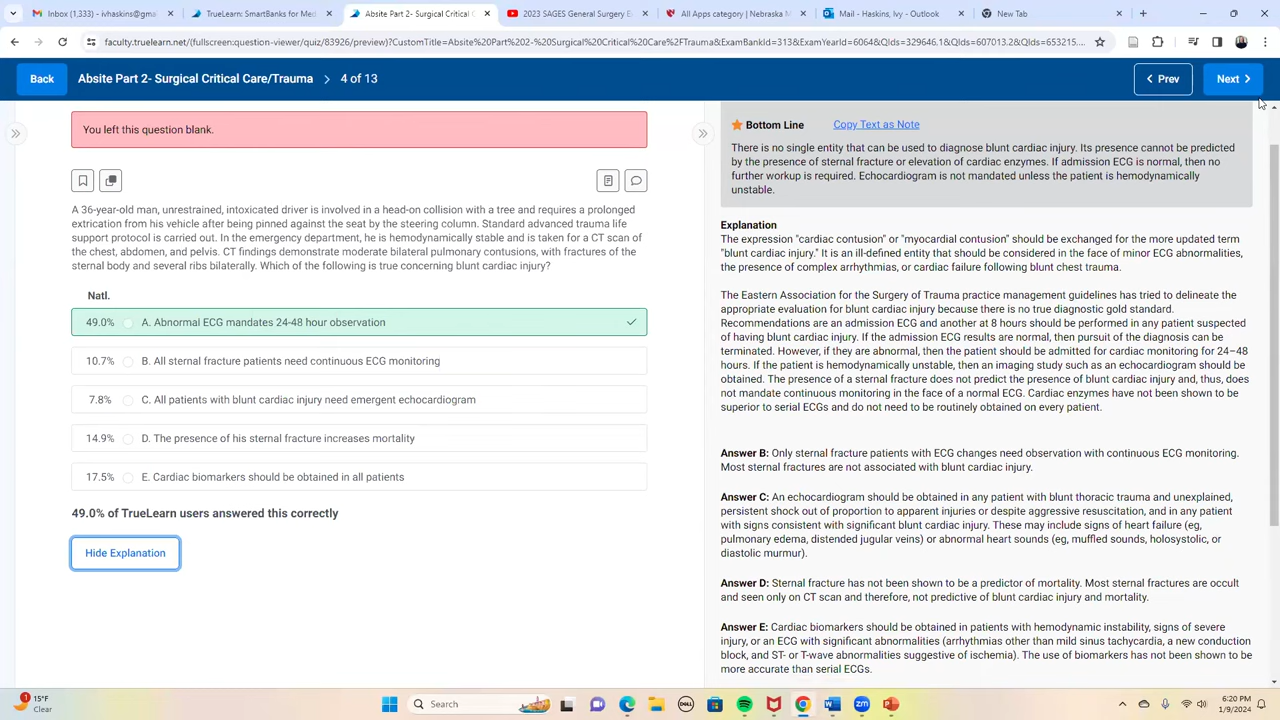 Inbox (1,333) - ivhaskins@gmai
TrueLearn: SmartBanks for Med
Absite Part 2- Surgical Critical C
2023 SAGES General Surgery E
All Apps category | Nebraska M
Mail - Haskins, Ivy - Outlook
New Tab
faculty.truelearn.net/(fullscreen:question-viewer/quiz/83926/preview)?CustomTitle=Absite%20Part%202-%20Surgical%20Critical%20Care%2FTrauma&ExamBankId=313&ExamYearId=6064&QIds=329646.1&QIds=607013.2&QIds=653215...
Back
Absite Part 2- Surgical Critical Care/Trauma
4 of 13
Prev
Next
You left this question blank.
A 36-year-old man, unrestrained, intoxicated driver is involved in a head-on collision with a tree and requires a prolonged
extrication from his vehicle after being pinned against the seat by the steering column. Standard advanced trauma life
support protocol is carried out. In the emergency department, he is hemodynamically stable and is taken for a CT scan of
the chest, abdomen, and pelvis. CT findings demonstrate moderate bilateral pulmonary contusions, with fractures of the
sternal body and several ribs bilaterally. Which of the following is true concerning blunt cardiac injury?
Natl.
49.0% A. Abnormal ECG mandates 24-48 hour observation
10.7% B. All sternal fracture patients need continuous ECG monitoring
7.8% C. All patients with blunt cardiac injury need emergent echocardiogram
14.9% D. The presence of his sternal fracture increases mortality
17.5% E. Cardiac biomarkers should be obtained in all patients
49.0% of TrueLearn users answered this correctly
Hide Explanation
Bottom Line Copy Text as Note
There is no single entity that can be used to diagnose blunt cardiac injury. Its presence cannot be predicted
by the presence of sternal fracture or elevation of cardiac enzymes. If admission ECG is normal, then no
further workup is required. Echocardiogram is not mandated unless the patient is hemodynamically
unstable.
Explanation
The expression "cardiac contusion" or "myocardial contusion" should be exchanged for the more updated term
"blunt cardiac injury." It is an ill-defined entity that should be considered in the face of minor ECG abnormalities,
the presence of complex arrhythmias, or cardiac failure following blunt chest trauma.
The Eastern Association for the Surgery of Trauma practice management guidelines has tried to delineate the
appropriate evaluation for blunt cardiac injury because there is no true diagnostic gold standard.
Recommendations are an admission ECG and another at 8 hours should be performed in any patient suspected
of having blunt cardiac injury. If the admission ECG results are normal, then pursuit of the diagnosis can be
terminated. However, if they are abnormal, then the patient should be admitted for cardiac monitoring for 24–48
hours. If the patient is hemodynamically unstable, then an imaging study such as an echocardiogram should be
obtained. The presence of a sternal fracture does not predict the presence of blunt cardiac injury and, thus, does
not mandate continuous monitoring in the face of a normal ECG. Cardiac enzymes have not been shown to be
superior to serial ECGs and do not need to be routinely obtained on every patient.
Answer B: Only sternal fracture patients with ECG changes need observation with continuous ECG monitoring.
Most sternal fractures are not associated with blunt cardiac injury.
Answer C: An echocardiogram should be obtained in any patient with blunt thoracic trauma and unexplained,
persistent shock out of proportion to apparent injuries or despite aggressive resuscitation, and in any patient
with signs consistent with significant blunt cardiac injury. These may include signs of heart failure (eg,
pulmonary edema, distended jugular veins) or abnormal heart sounds (eg, muffled sounds, holosystolic, or
diastolic murmur).
Answer D: Sternal fracture has not been shown to be a predictor of mortality. Most sternal fractures are occult
and seen only on CT scan and therefore, not predictive of blunt cardiac injury and mortality.
Answer E: Cardiac biomarkers should be obtained in patients with hemodynamic instability, signs of severe
injury, or an ECG with significant abnormalities (arrhythmias other than mild sinus tachycardia, a new conduction
block, and ST- or T-wave abnormalities suggestive of ischemia). The use of biomarkers has not been shown to be
more accurate than serial ECGs.
1
15°F
Clear
Search
DELL
W
zm
P
6:20 PM
1/9/2024